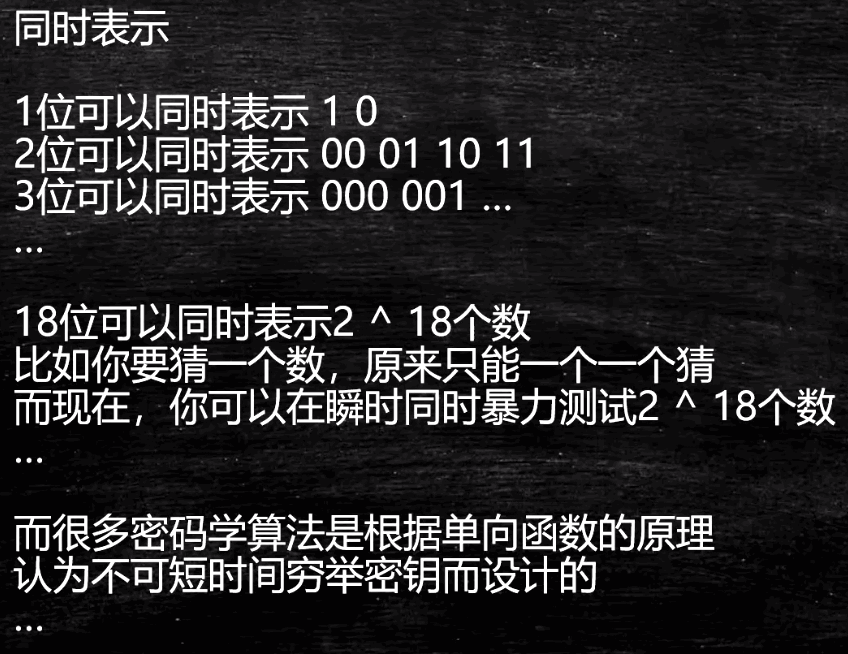 同时表示
1位可以同时表示 1 0
2位可以同时表示 00 01 10 11
3位可以同时表示 000 001 ...
...
18位可以同时表示2 ^ 18个数
比如你要猜一个数，原来只能一个一个猜
而现在，你可以在瞬时同时暴力测试2 ^ 18个数
...
而很多密码学算法是根据单向函数的原理
认为不可短时间穷举密钥而设计的
...